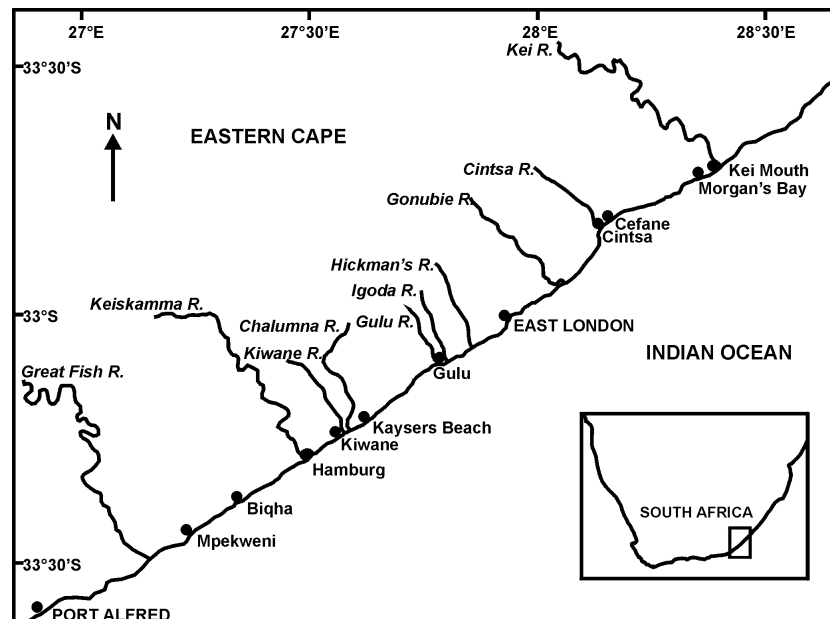 27°E
27°30'E
28°E
28°30'E
Kei R.
33°30'S
N
EASTERN CAPE
Cintsa R.
Kei Mouth
Morgan's Bay
Gonubie R.
Cefane
Cintsa
Hickman's R.
Igoda R.
Keiskamma R.
33°S
Chalumna R.
Gulu R.
EAST LONDON
Kiwane R.
INDIAN OCEAN
Great Fish R.
Gulu
Kaysers Beach
Kiwane
Hamburg
Biqha
SOUTH AFRICA
Mpekweni
33°30'S
PORT ALFRED